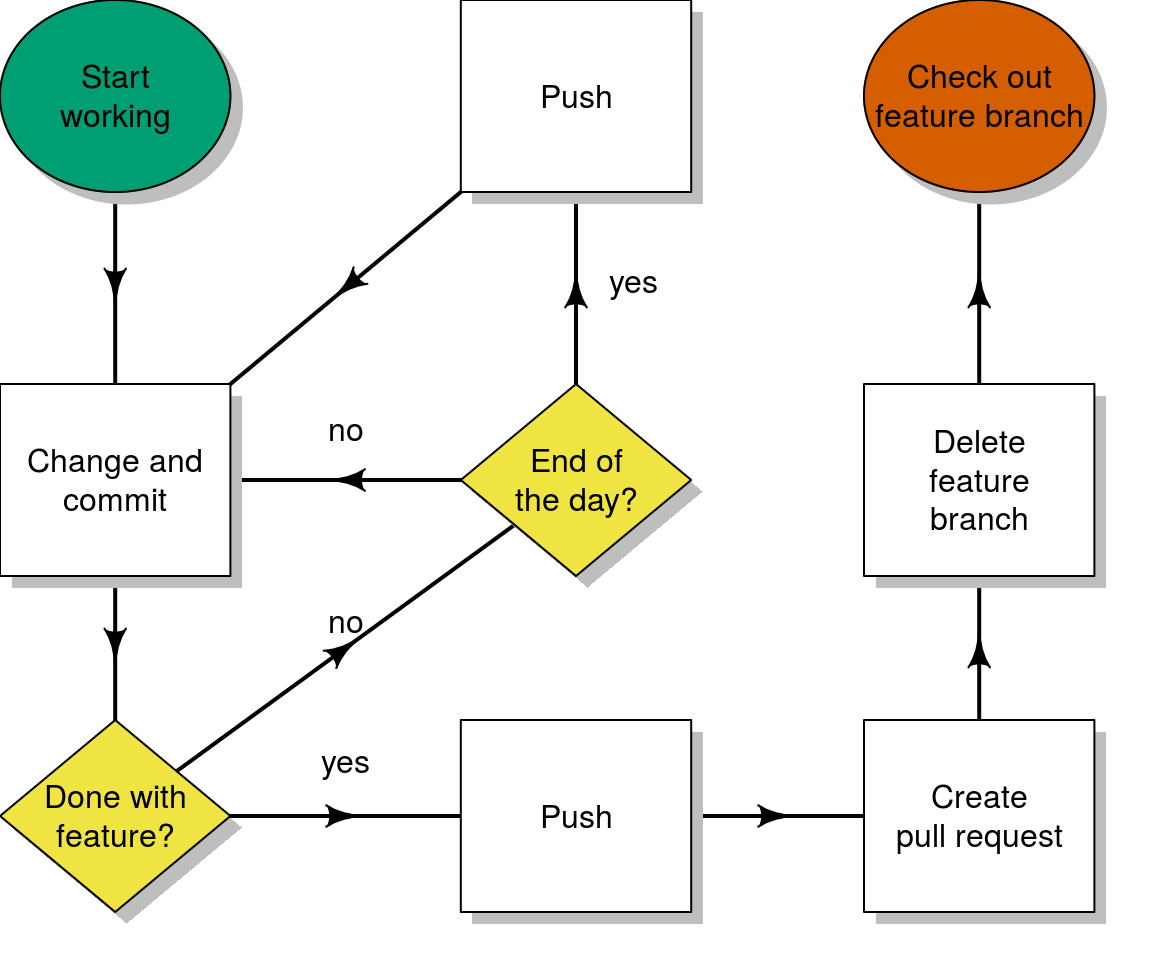 Start
working
Push
Check out
feature branch
yes
no
Change and
commit
End of
the day?
Delete
feature
branch
no
yes
Done with
feature?
Push
Create
pull request